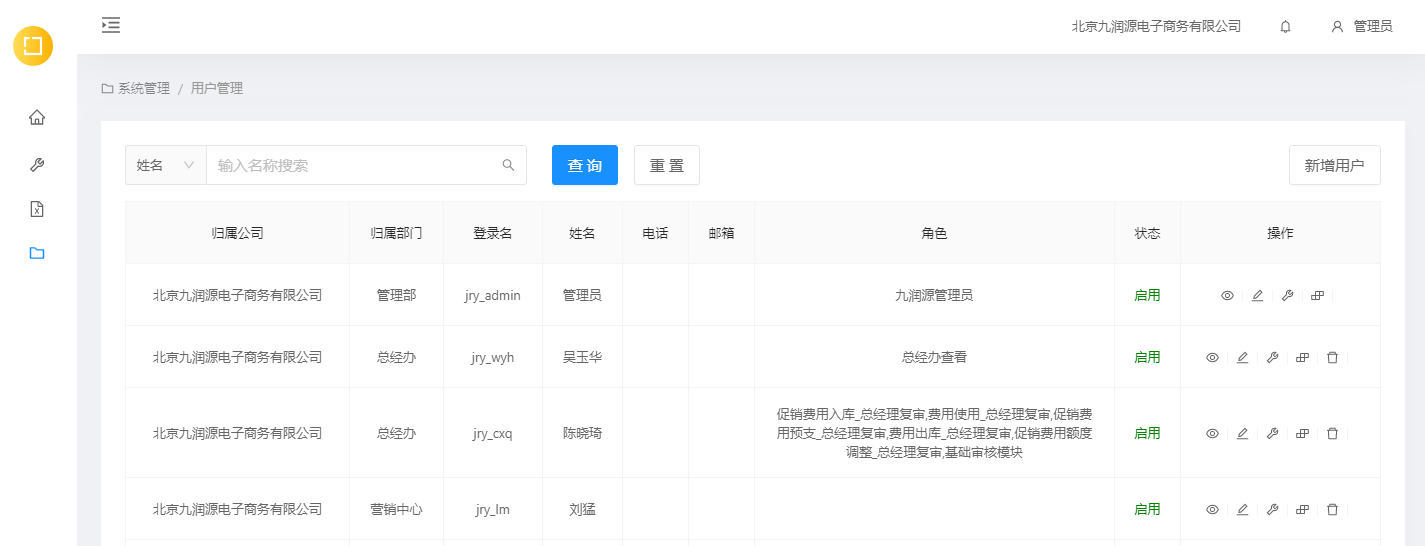 北京九润源电子商务有限公司 管理员
系统管理 / 用户管理
姓名 输入名称搜索 查询 重置 新增用户
归属公司 归属部门 登录名 姓名 电话 邮箱 角色 状态 操作
北京九润源电子商务有限公司 管理部 jry_admin 管理员 九润源管理员 启用
北京九润源电子商务有限公司 总经办 jry_wyh 吴玉华 总经办查看 启用
促销费用入库_总经理复审,费用使用_总经理复审,促销费
北京九润源电子商务有限公司 总经办 jry_cxq 陈晓琦 用预支_总经理复审,费用出库_总经理复审,促销费用额度 启用
调整_总经理复审,基础审核模块
北京九润源电子商务有限公司 营销中心 jry_lm 刘猛 启用